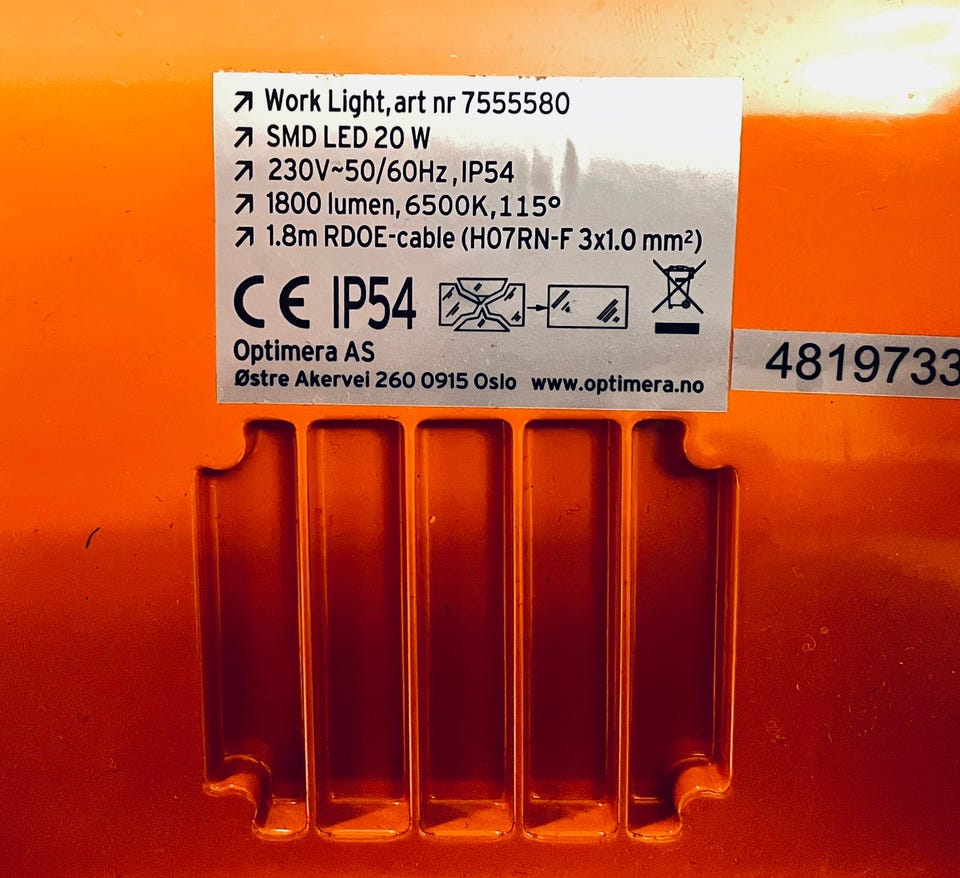 Work Light,art nr 7555580
SMD LED 20 W
230V~50/60Hz,IP54
1800 lumen, 6500K,115°
1.8m RDOE-cable (H07RN-F 3x1.0 mm²)
CE IP54
Optimera AS
Østre Akervei 260 0915 Oslo www.optimera.no
4819733